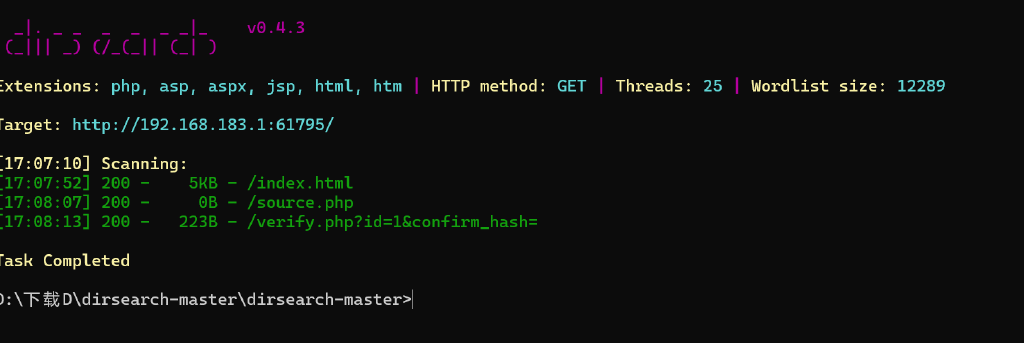 _|. _ _  _  _  _ _|_    v0.4.3
(_||| _) (/_(_|| (_| )
Extensions: php, asp, aspx, jsp, html, htm | HTTP method: GET | Threads: 25 | Wordlist size: 12289
Target: http://192.168.183.1:61795/
[17:07:10] Scanning:
[17:07:52] 200 -    5KB - /index.html
[17:08:07] 200 -     0B - /source.php
[17:08:13] 200 -   223B - /verify.php?id=1&confirm_hash=
Task Completed
D:\下载D\dirsearch-master\dirsearch-master>